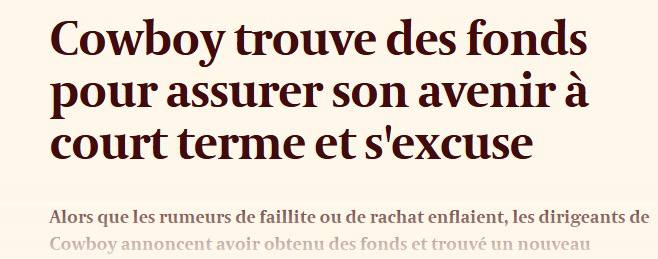 Cowboy trouve des fonds
pour assurer son avenir à
court terme et s'excuse
Alors que les rumeurs de faillite ou de rachat enflaient, les dirigeants de
Cowboy annoncent avoir obtenu des fonds et trouvé un nouveau